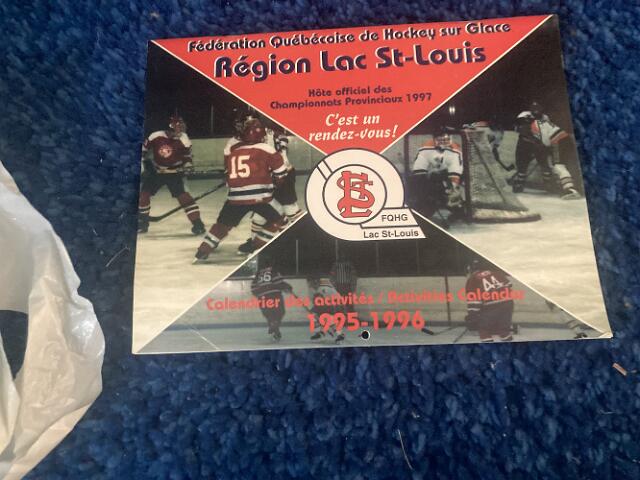 Fédération Québécoise de Hockey sur Glace
Région Lac St-Louis
Hôte officiel des
Championnats Provinciaux 1997
C'est un
rendez-vous!
15
FQHG
Lac St-Louis
56
44
Calendrier des activités / Activities Calendar
1995-1996